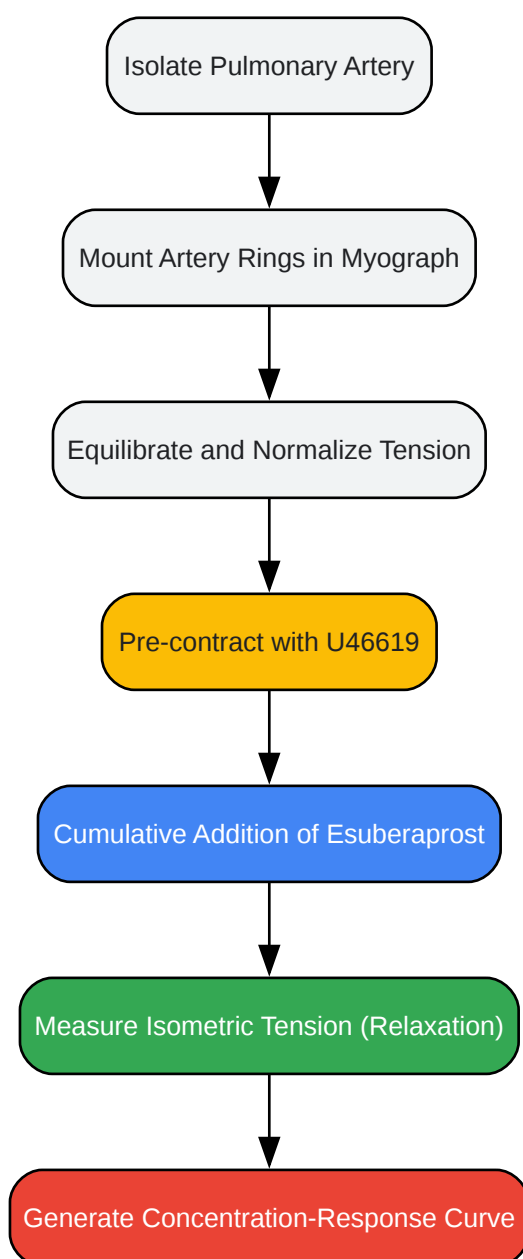 Isolate Pulmonary Artery
Mount Artery Rings in Myograph
Equilibrate and Normalize Tension
Pre-contract with U46619
Cumulative Addition of Esuberaprost
Measure Isometric Tension (Relaxation)
Generate Concentration-Response Curve